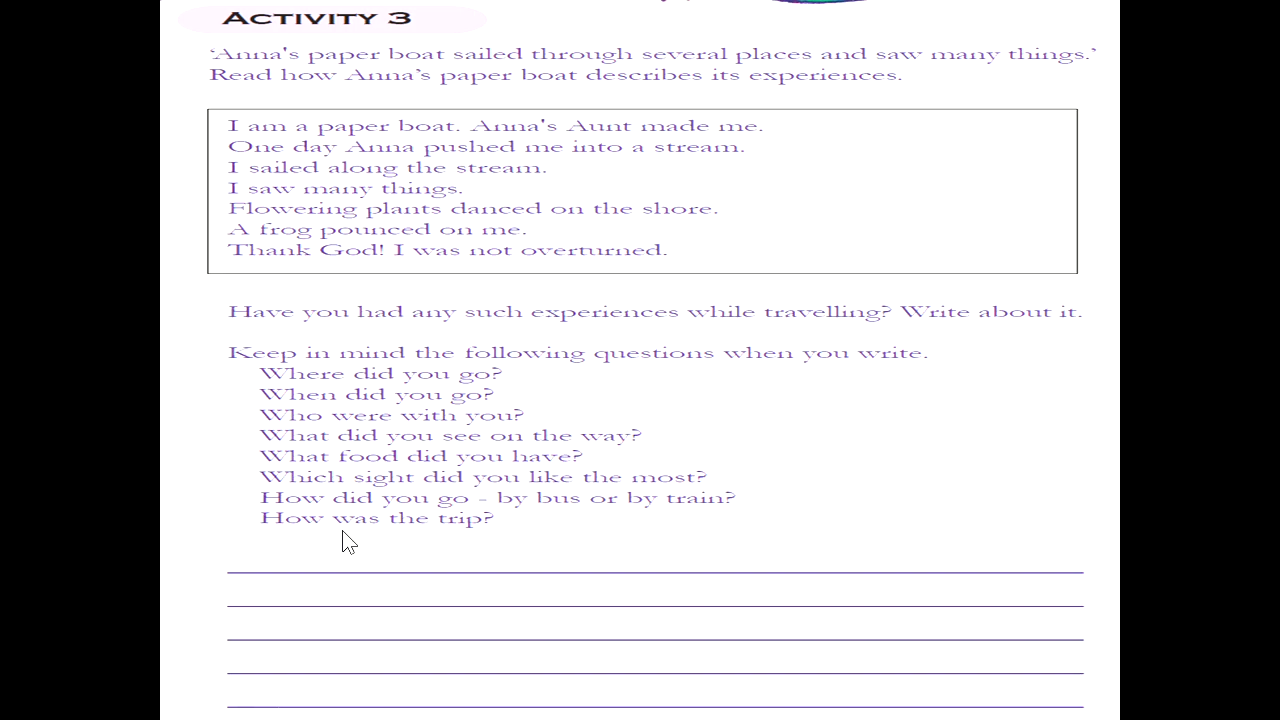 ACTIVITY 3
‘Anna's paper boat sailed through several places and saw many things.’
Read how Anna’s paper boat describes its experiences.
I am a paper boat. Anna's Aunt made me.
One day Anna pushed me into a stream.
I sailed along the stream.
I saw many things.
Flowering plants danced on the shore.
A frog pounced on me.
Thank God! I was not overturned.
Have you had any such experiences while travelling? Write about it.
Keep in mind the following questions when you write.
Where did you go?
When did you go?
Who were with you?
What did you see on the way?
What food did you have?
Which sight did you like the most?
How did you go - by bus or by train?
How was the trip?